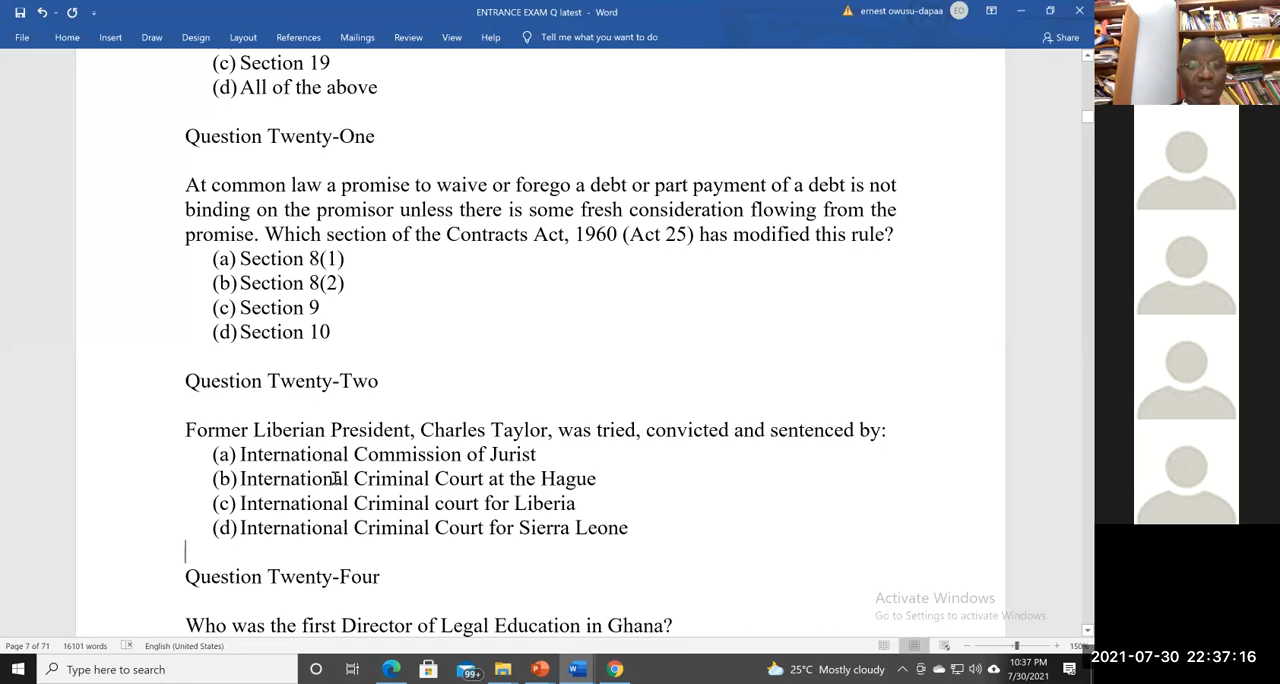 ENTRANCE EXAM Q latest - Word
ernest owusu-dapaa
EO
File Home Insert Draw Design Layout References Mailings Review View Help Tell me what you want to do
Share
(c) Section 19
(d) All of the above
Question Twenty-One
At common law a promise to waive or forego a debt or part payment of a debt is not
binding on the promisor unless there is some fresh consideration flowing from the
promise. Which section of the Contracts Act, 1960 (Act 25) has modified this rule?
(a) Section 8(1)
(b) Section 8(2)
(c) Section 9
(d) Section 10
Question Twenty-Two
Former Liberian President, Charles Taylor, was tried, convicted and sentenced by:
(a) International Commission of Jurist
(b) International Criminal Court at the Hague
(c) International Criminal court for Liberia
(d) International Criminal Court for Sierra Leone
Question Twenty-Four
Who was the first Director of Legal Education in Ghana?
Activate Windows
Go to Settings to activate Windows.
Page 7 of 71 16101 words English (United States)
150%
Type here to search
99+
25°C Mostly cloudy
10:37 PM
7/30/2021
2021-07-30 22:37:16